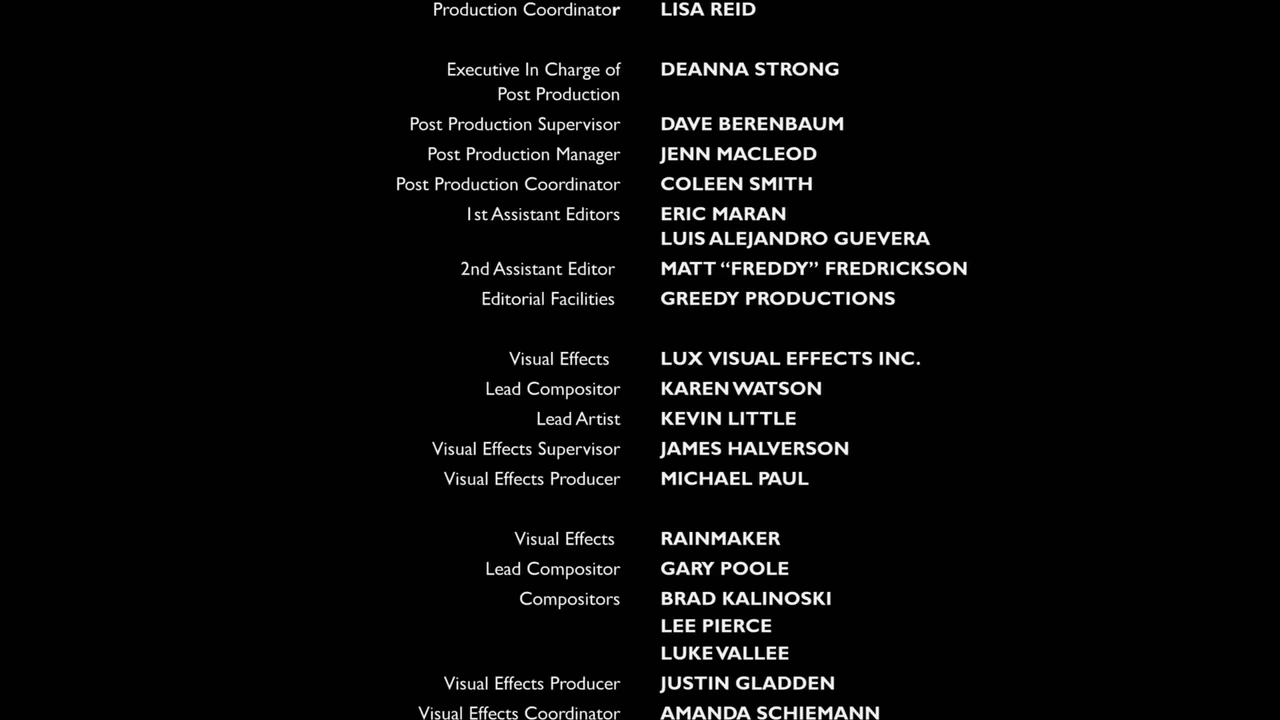 Production Coordinator LISA REID
Executive In Charge of DEANNA STRONG
Post Production
Post Production Supervisor DAVE BERENBAUM
Post Production Manager JENN MACLEOD
Post Production Coordinator COLEEN SMITH
1st Assistant Editors ERIC MARAN
LUIS ALEJANDRO GUEVERA
2nd Assistant Editor MATT “FREDDY” FREDRICKSON
Editorial Facilities GREEDY PRODUCTIONS
Visual Effects LUX VISUAL EFFECTS INC.
Lead Compositor KAREN WATSON
Lead Artist KEVIN LITTLE
Visual Effects Supervisor JAMES HALVERSON
Visual Effects Producer MICHAEL PAUL
Visual Effects RAINMAKER
Lead Compositor GARY POOLE
Compositors BRAD KALINOSKI
LEE PIERCE
LUKE VALLEE
Visual Effects Producer JUSTIN GLADDEN
Visual Effects Coordinator AMANDA SCHIEMANN